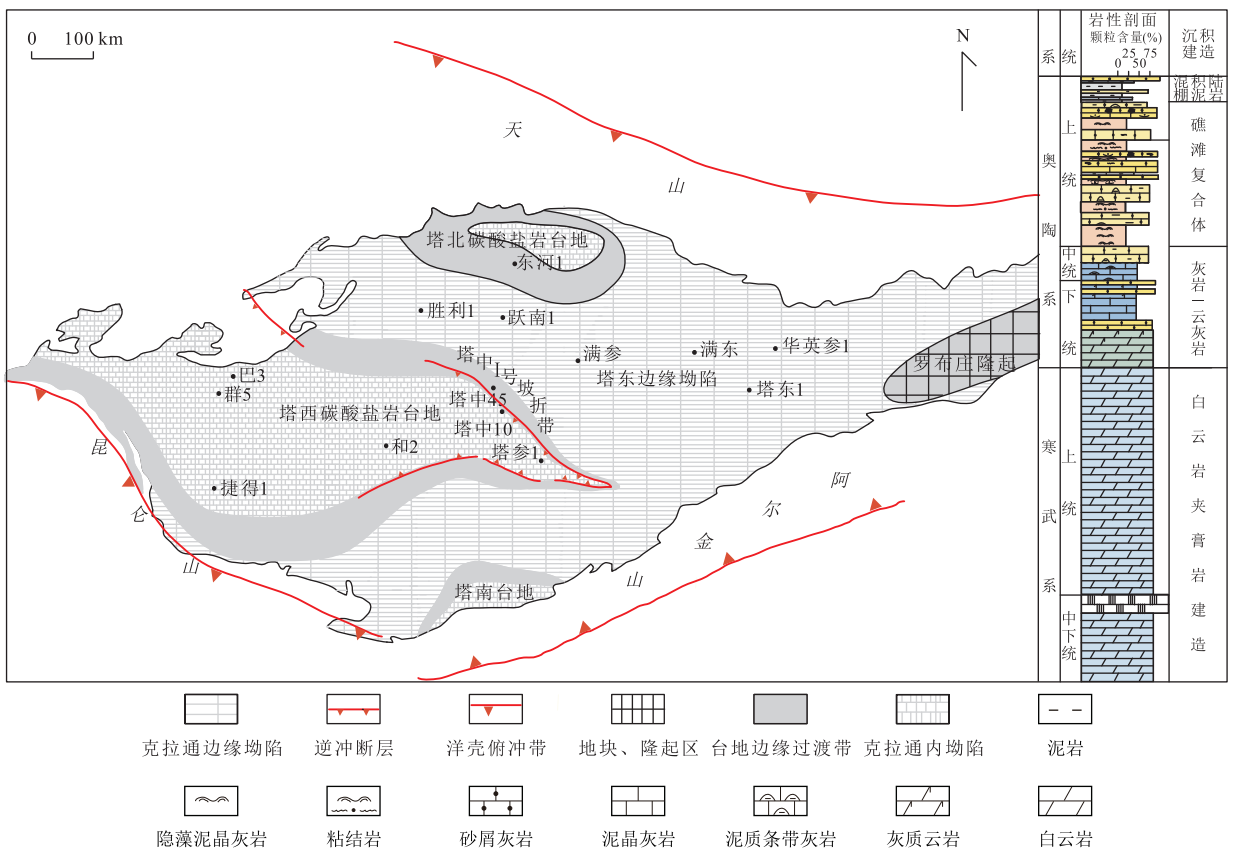 0 100 km
N
天
山
塔北碳酸盐岩台地
东河1
胜利1
跃南1
满参
满东
华英参1
塔东边缘坳陷
塔东1
罗布庄隆起
塔中Ⅰ号坡折带
巴3
群5
塔中45
塔西碳酸盐岩台地
塔中10
和2
塔参1
捷得1
昆
仑
山
塔南台地
阿
尔
金
山
系
统
岩性剖面
颗粒含量(%)
0 25 50 75
沉积
建造
奥陶系
上统
中统
下统
寒武系
上统
中下统
混积陆
棚泥岩
礁滩复合体
灰岩–云灰岩
白云岩夹膏岩建造
克拉通边缘坳陷
逆冲断层
洋壳俯冲带
地块、隆起区
台地边缘过渡带
克拉通内坳陷
泥岩
隐藻泥晶灰岩
粘结岩
砂屑灰岩
泥晶灰岩
泥质条带灰岩
灰质云岩
白云岩